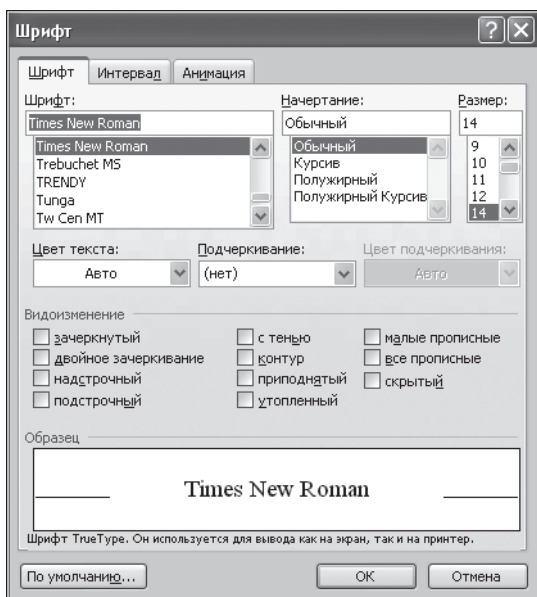 Шрифт
Шрифт Интервал Анимация
Шрифт: Начертание: Размер:
Times New Roman Обычный 14
Times New Roman Обычный 9
Trebuchet MS Курсив 10
TRENDY Полужирный 11
Tunga Полужирный Курсив 12
Tw Cen MT 14
Цвет текста: Подчеркивание: Цвет подчеркивания:
Авто (нет) Авто
Видоизменение
зачеркнутый с тенью малые прописные
двойное зачеркивание контур все прописные
надстрочный приподнятый скрытый
подстрочный утопленный
Образец
Times New Roman
Шрифт TrueType. Он используется для вывода как на экран, так и на принтер.
По умолчанию... ОК Отмена